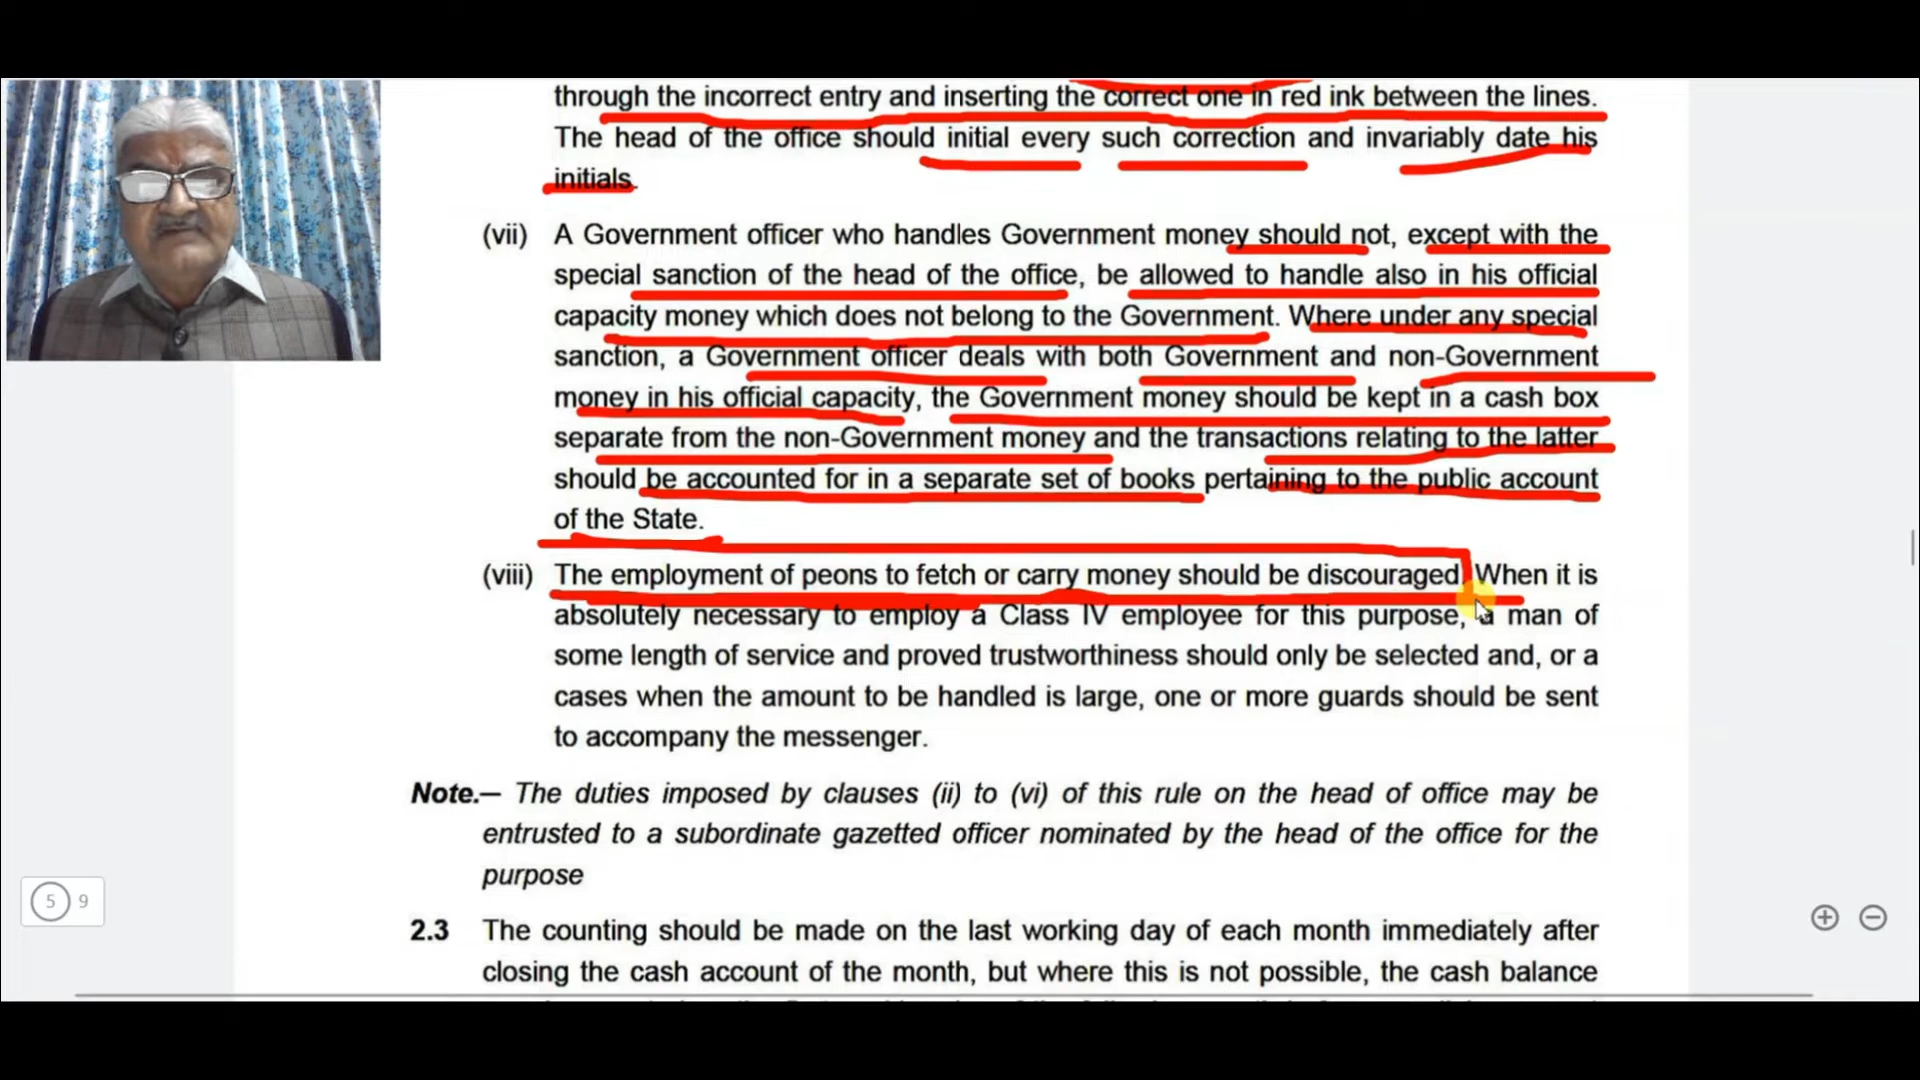 through the incorrect entry and inserting the correct one in red ink between the lines.
The head of the office should initial every such correction and invariably date his
initials.
(vii) A Government officer who handles Government money should not, except with the
special sanction of the head of the office, be allowed to handle also in his official
capacity money which does not belong to the Government. Where under any special
sanction, a Government officer deals with both Government and non-Government
money in his official capacity, the Government money should be kept in a cash box
separate from the non-Government money and the transactions relating to the latter
should be accounted for in a separate set of books pertaining to the public account
of the State.
(viii) The employment of peons to fetch or carry money should be discouraged. When it is
absolutely necessary to employ a Class IV employee for this purpose, a man of
some length of service and proved trustworthiness should only be selected and, or a
cases when the amount to be handled is large, one or more guards should be sent
to accompany the messenger.
Note.— The duties imposed by clauses (ii) to (vi) of this rule on the head of office may be
entrusted to a subordinate gazetted officer nominated by the head of the office for the
purpose
2.3 The counting should be made on the last working day of each month immediately after
closing the cash account of the month, but where this is not possible, the cash balance
5 9